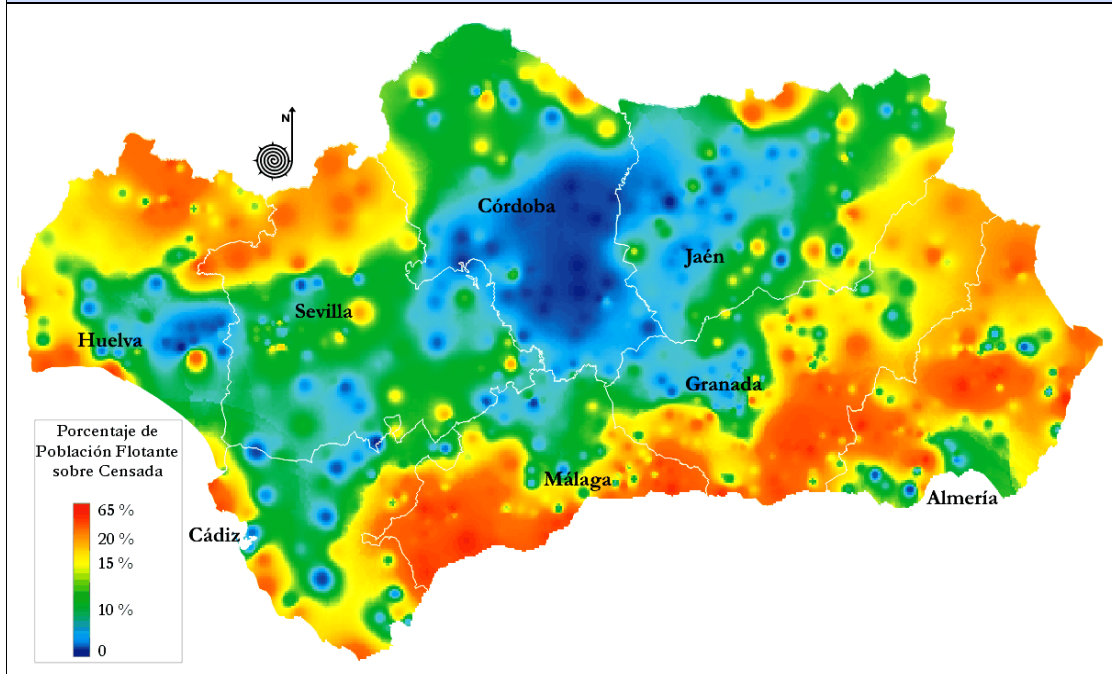 N
Córdoba
Jaén
Sevilla
Huelva
Granada
Málaga
Almería
Cádiz
Porcentaje de
Población Flotante
sobre Censada
65 %
20 %
15 %
10 %
0